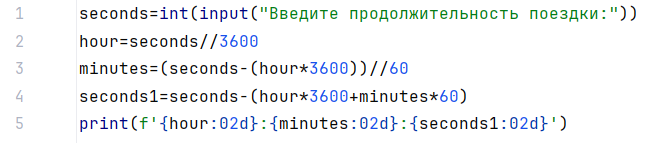 1 seconds=int(input("Введите продолжительность поездки:"))
2 hour=seconds//3600
3 minutes=(seconds-(hour*3600))//60
4 seconds1=seconds-(hour*3600+minutes*60)
5 print(f'{hour:02d}:{minutes:02d}:{seconds1:02d}')